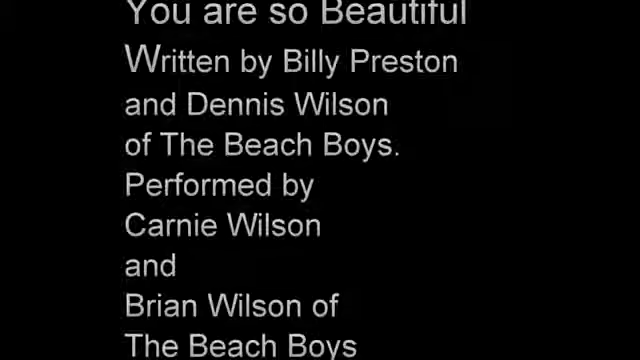 You are so Beautiful
Written by Billy Preston
and Dennis Wilson
of The Beach Boys.
Performed by
Carnie Wilson
and
Brian Wilson of
The Beach Boys